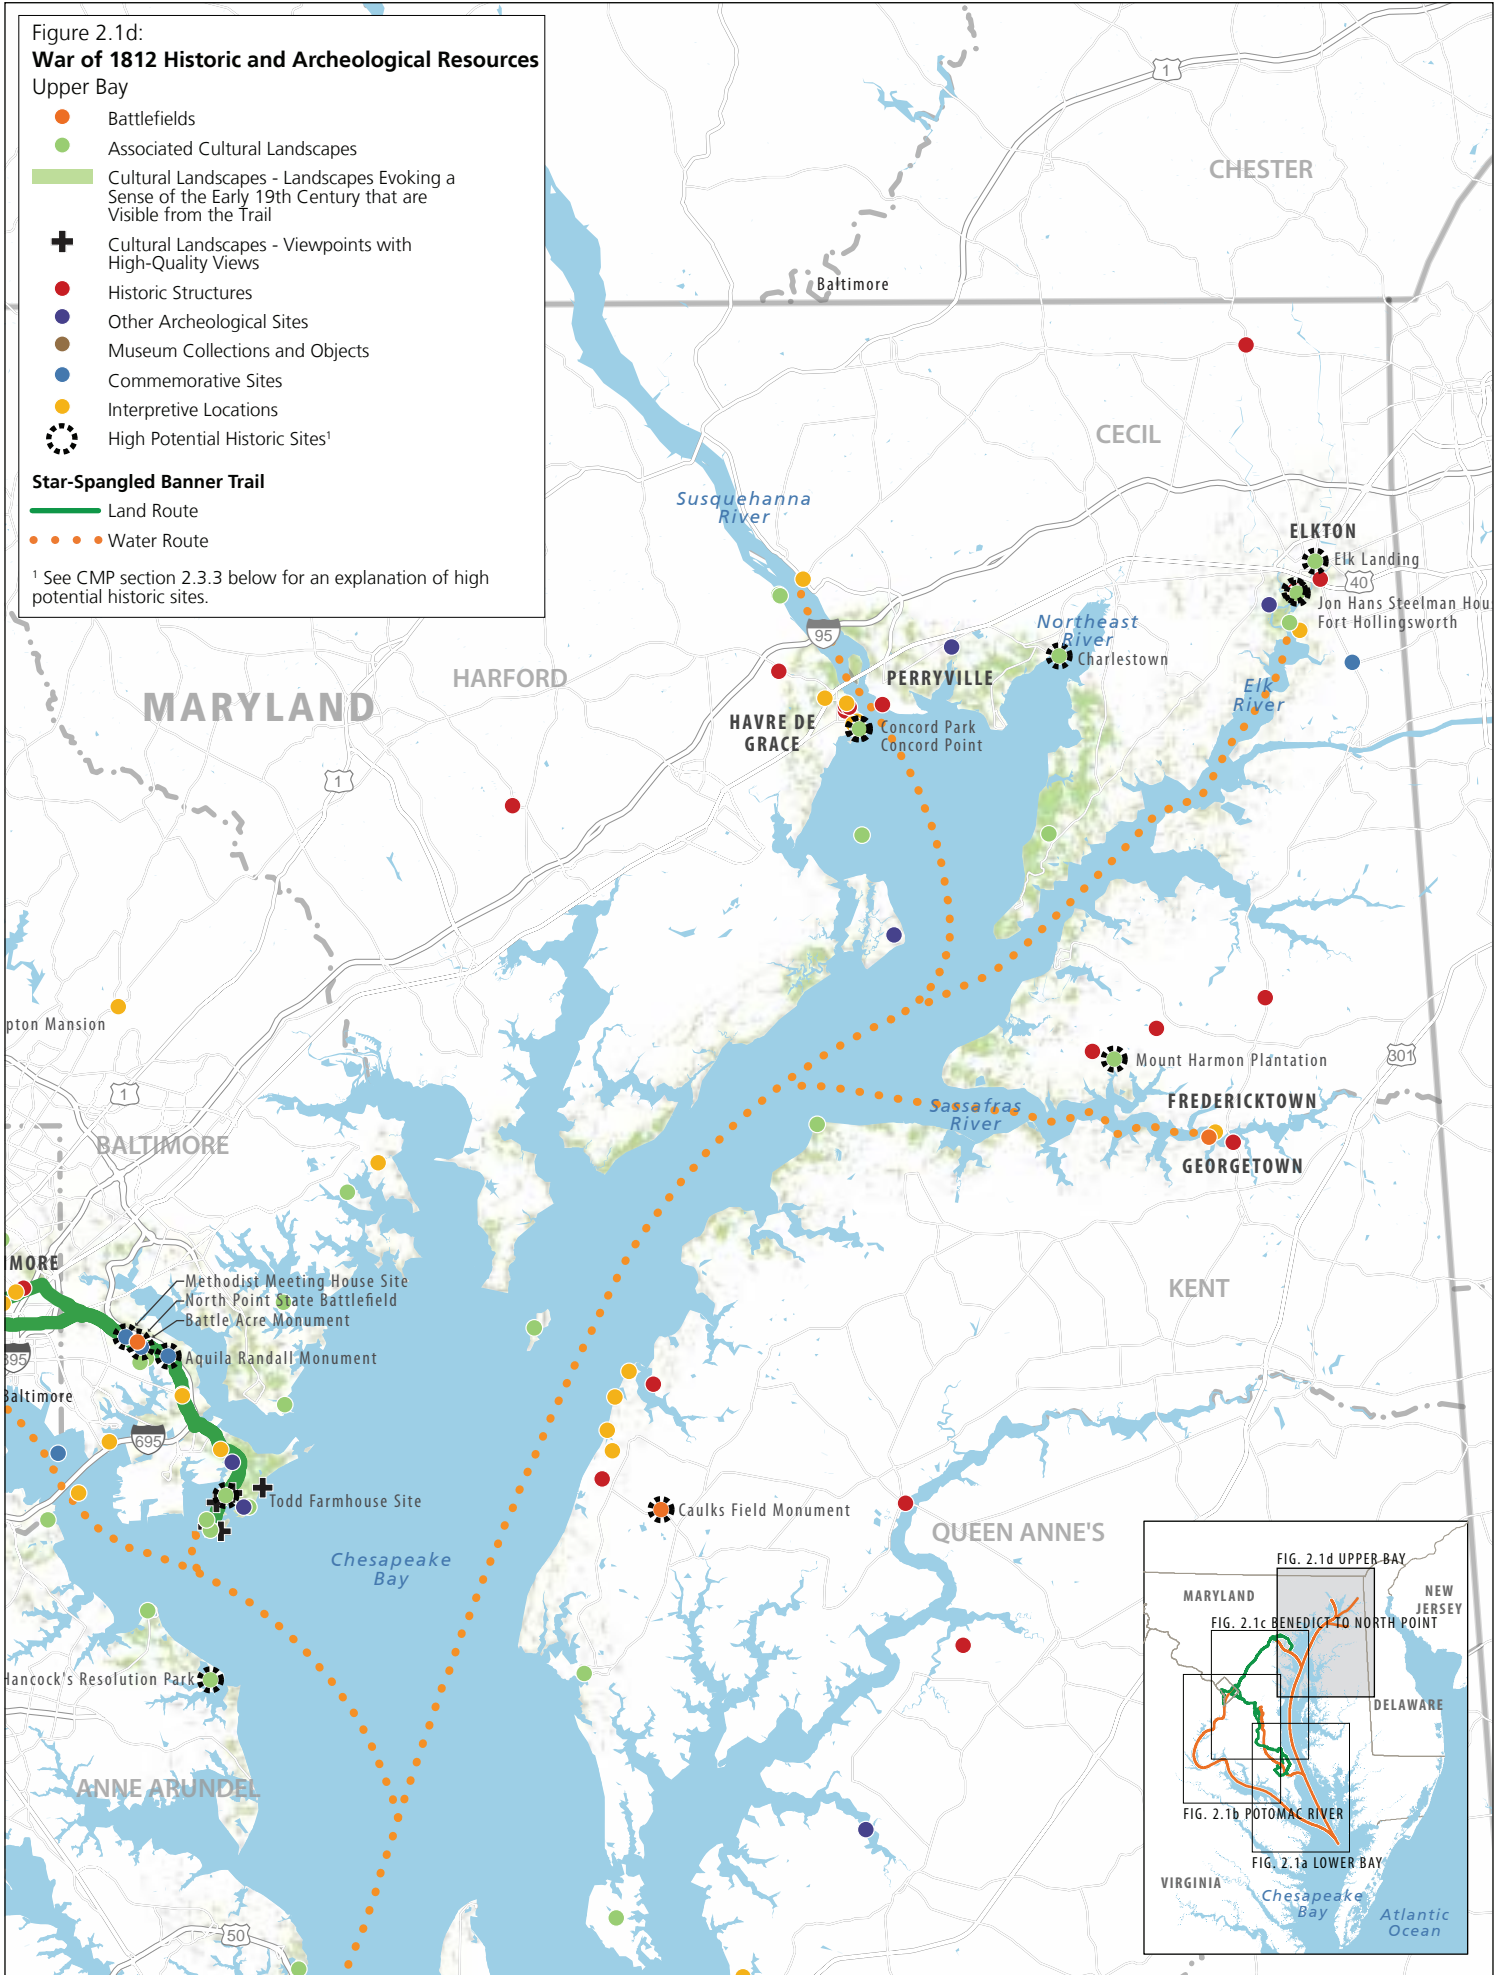 Figure 2.1d:
War of 1812 Historic and Archeological Resources
Upper Bay
Battlefields
Associated Cultural Landscapes
Cultural Landscapes - Landscapes Evoking a
Sense of the Early 19th Century that are
Visible from the Trail
Cultural Landscapes - Viewpoints with
High-Quality Views
Historic Structures
Other Archeological Sites
Museum Collections and Objects
Commemorative Sites
Interpretive Locations
High Potential Historic Sites1
Star-Spangled Banner Trail
Land Route
Water Route
1 See CMP section 2.3.3 below for an explanation of high
potential historic sites.
1
CHESTER
Baltimore
CECIL
Susquehanna
River
ELKTON
Elk Landing
40
Jon Hans Steelman Hou
Fort Hollingsworth
95
Northeast
River
Charlestown
HARFORD
PERRYVILLE
MARYLAND
Elk
River
HAVRE DE
GRACE
Concord Park
Concord Point
1
pton Mansion
Mount Harmon Plantation
301
1
FREDERICKTOWN
Sassafras
River
BALTIMORE
GEORGETOWN
IMORE
Methodist Meeting House Site
North Point State Battlefield
Battle Acre Monument
KENT
Aquila Randall Monument
395
Baltimore
695
Todd Farmhouse Site
Caulks Field Monument
QUEEN ANNE'S
Chesapeake
Bay
Hancock's Resolution Park
ANNE ARUNDEL
50
FIG. 2.1d UPPER BAY
MARYLAND
NEW
JERSEY
FIG. 2.1c BENEDICT TO NORTH POINT
DELAWARE
FIG. 2.1b POTOMAC RIVER
FIG. 2.1a LOWER BAY
VIRGINIA
Chesapeake
Bay
Atlantic
Ocean